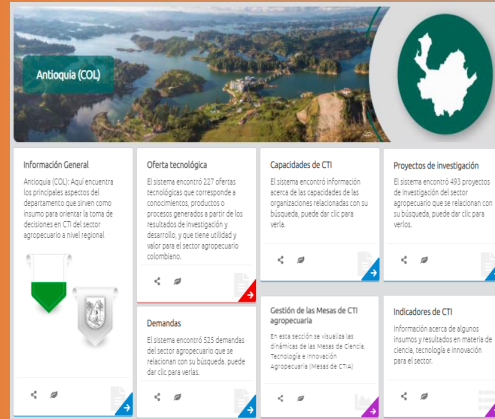 Antioquia (COL)
Información General
Antioquia (COL): Aquí encuentra
los principales aspectos del
departamento que sirven como
insumo para orientar la toma de
decisiones en CTI del sector
agropecuario a nivel regional
Oferta tecnológica
El sistema encontró 227 ofertas
tecnológicas que corresponde a
conocimientos, productos o
procesos generados a partir de los
resultados de investigación y
desarrollo, y que tiene utilidad y
valor para el sector agropecuario
colombiano.
Demandas
El sistema encontró 525 demandas
del sector agropecuario que se
relacionan con su búsqueda, puede
dar clic para verlas.
Capacidades de CTI
El sistema encontró información
acerca de las capacidades de las
organizaciones relacionadas con su
búsqueda, puede dar clic para
verla.
Gestión de las Mesas de CTI
agropecuaria
En esta sección se visualiza las
dinámicas de las Mesas de Ciencia,
Tecnología e Innovación
Agropecuaria (Mesas de CTIA)
Proyectos de investigación
El sistema encontró 493 proyectos
de investigación del sector
agropecuario que se relacionan con
su búsqueda, puede dar clic para
verlos.
Indicadores de CTI
Información acerca de algunos
insumos y resultados en materia de
ciencia, tecnología e innovación
para el sector.